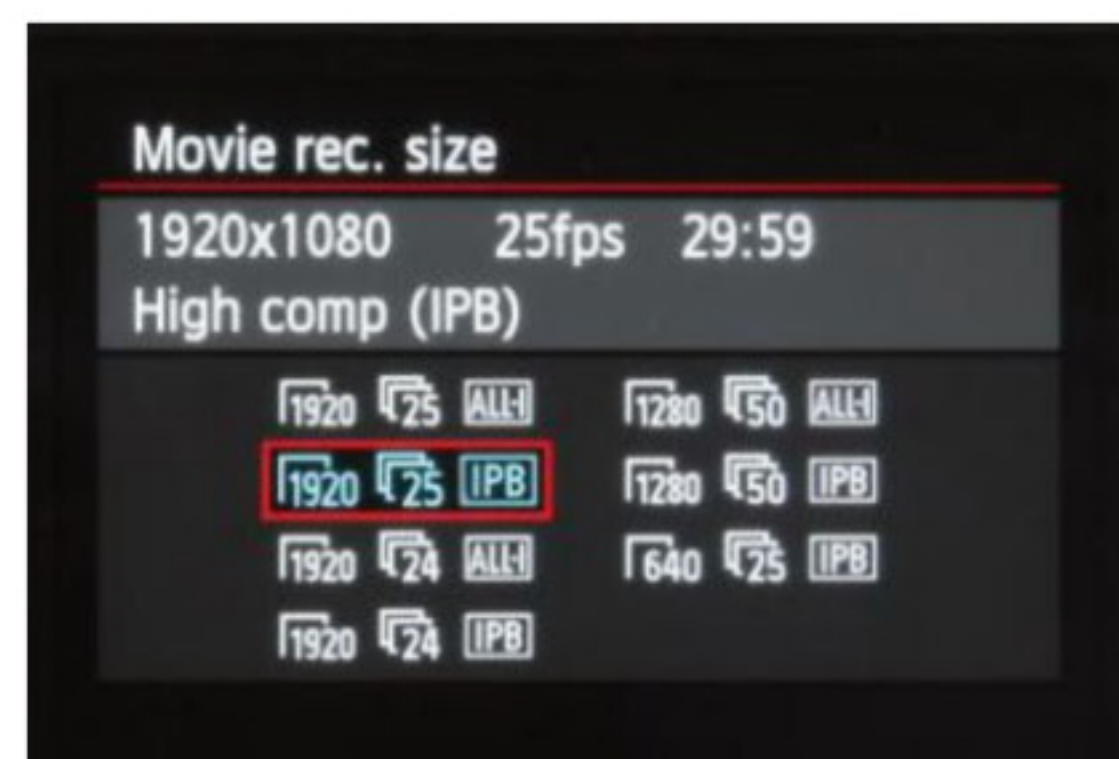 Movie rec. size
1920x1080 25fps 29:59
High comp (IPB)
1920 25 ALL-I 1280 50 ALL-I
1920 25 IPB 1280 50 IPB
1920 24 ALL-I 640 25 IPB
1920 24 IPB